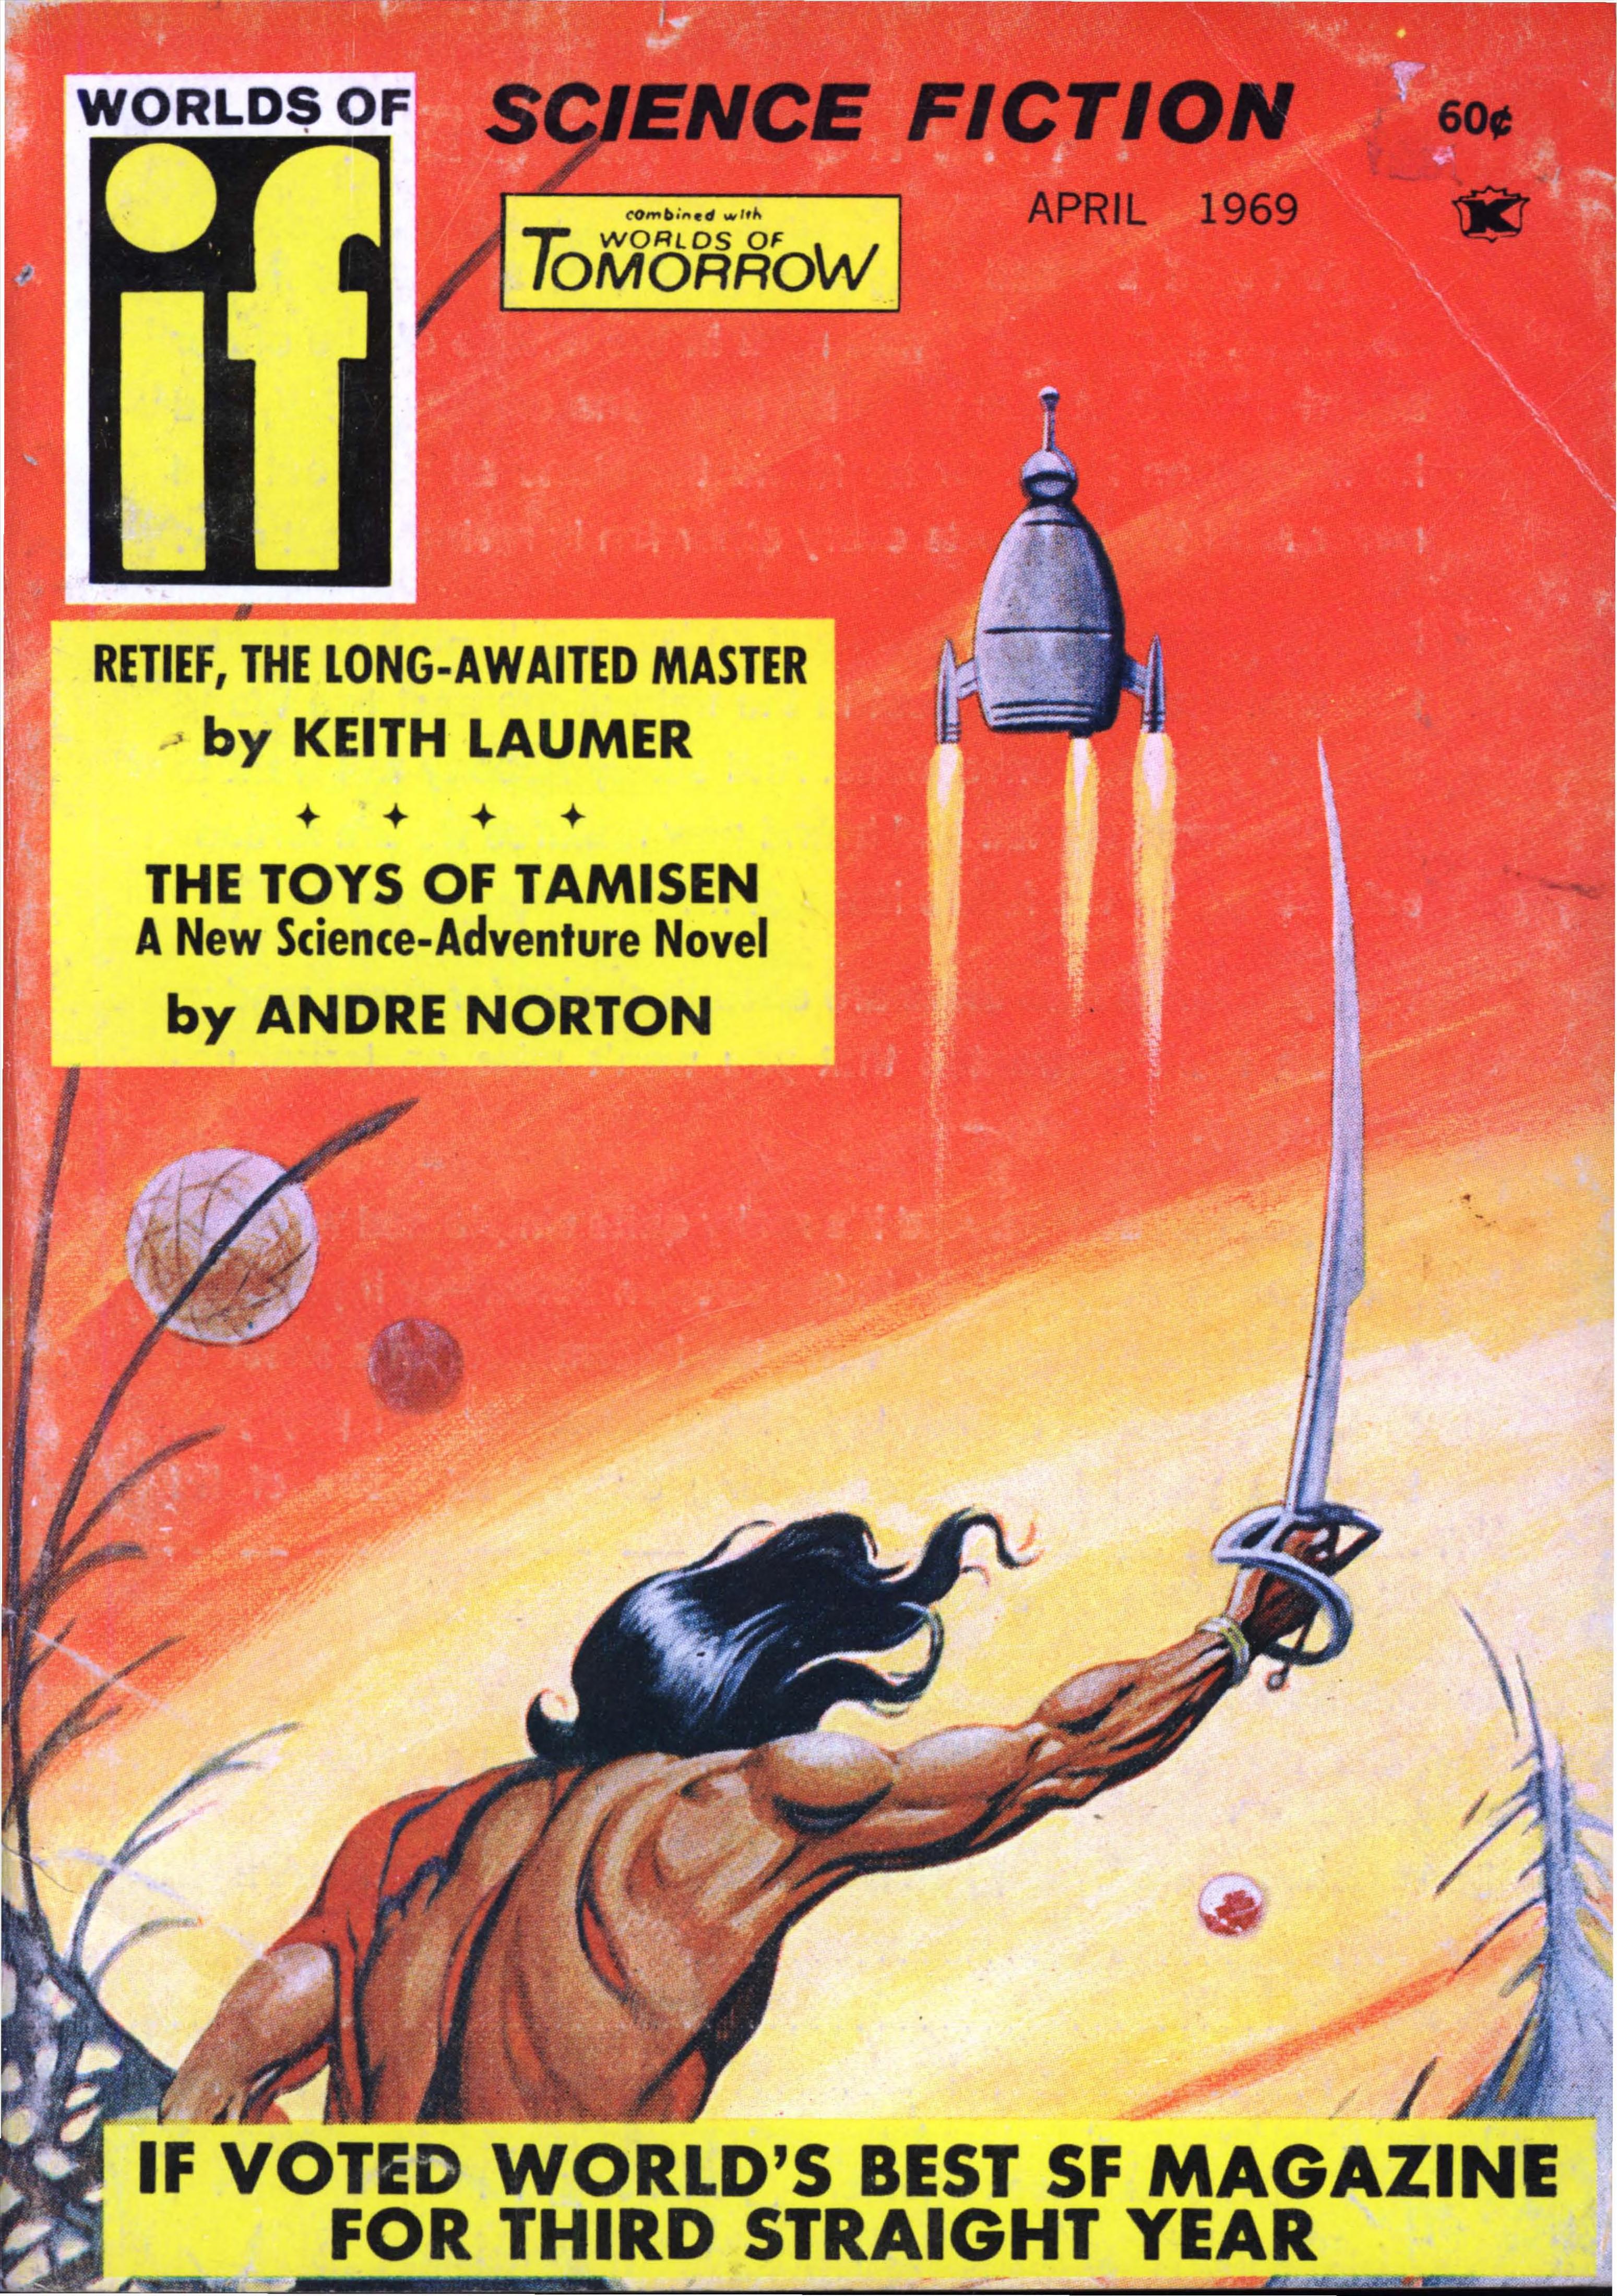 WORLDS OF
if
SCIENCE FICTION
60¢
combined with
WORLDS OF
TOMORROW
APRIL 1969
K
RETIEF, THE LONG-AWAITED MASTER
by KEITH LAUMER
THE TOYS OF TAMISEN
A New Science-Adventure Novel
by ANDRE NORTON
IF VOTED WORLD'S BEST SF MAGAZINE
FOR THIRD STRAIGHT YEAR